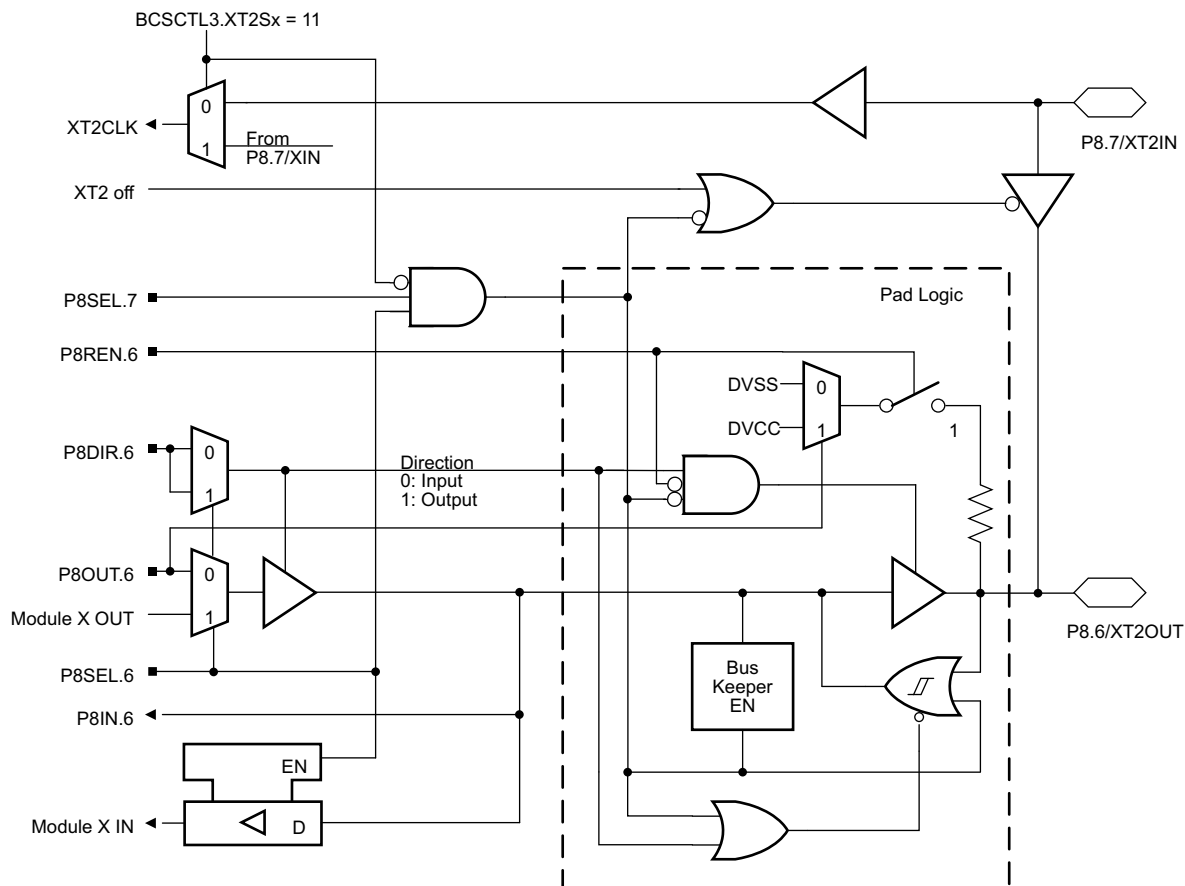 BCSCTL3.XT2Sx = 11
0
XT2CLK
1
From
P8.7/XIN
P8.7/XT2IN
XT2 off
Pad Logic
P8SEL.7
P8REN.6
DVSS
0
DVCC
1
1
P8DIR.6
0
1
Direction
0: Input
1: Output
P8OUT.6
0
Module X OUT
1
P8.6/XT2OUT
P8SEL.6
Bus
Keeper
EN
P8IN.6
EN
Module X IN
D